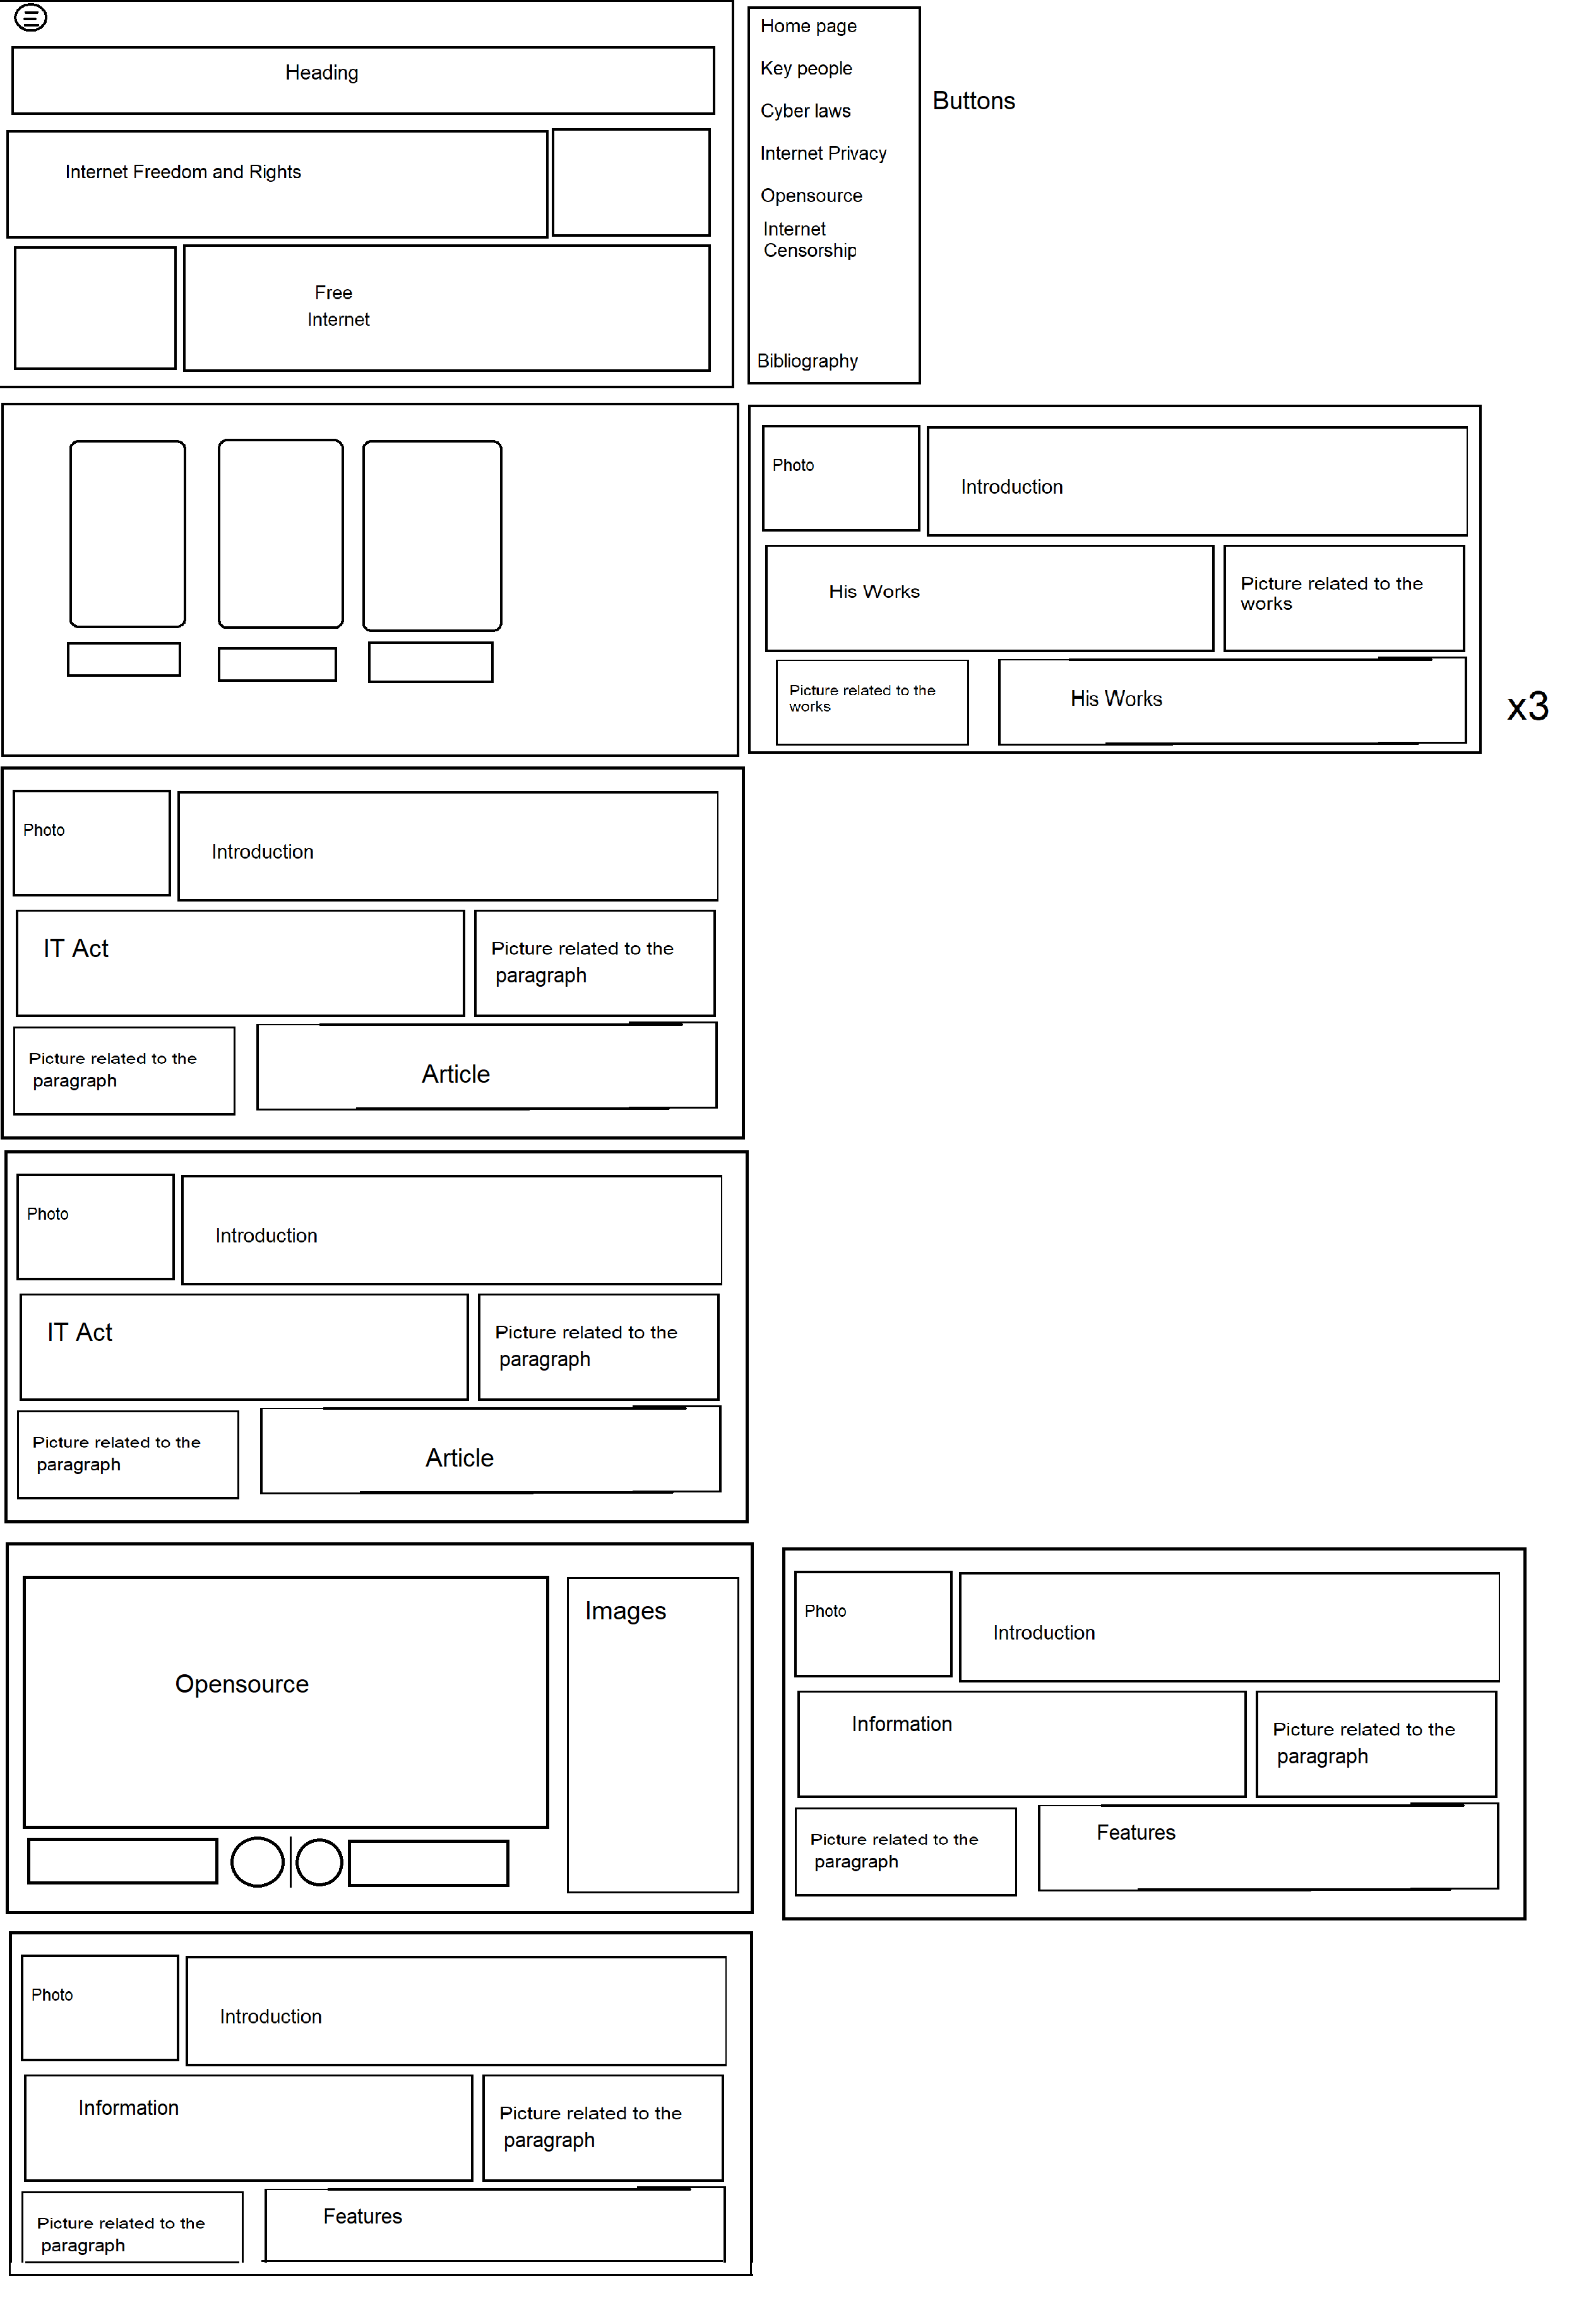 Heading
Internet Freedom and Rights
Free
Internet
Home page
Key people
Cyber laws
Internet Privacy
Opensource
Internet
Censorship
Bibliography
Buttons
Photo
Introduction
His Works
Picture related to the
works
Picture related to the
works
His Works
x3
Photo
Introduction
IT Act
Picture related to the
paragraph
Picture related to the
paragraph
Article
Photo
Introduction
IT Act
Picture related to the
paragraph
Picture related to the
paragraph
Article
Opensource
Images
Photo
Introduction
Information
Picture related to the
paragraph
Picture related to the
paragraph
Features
Photo
Introduction
Information
Picture related to the
paragraph
Picture related to the
paragraph
Features